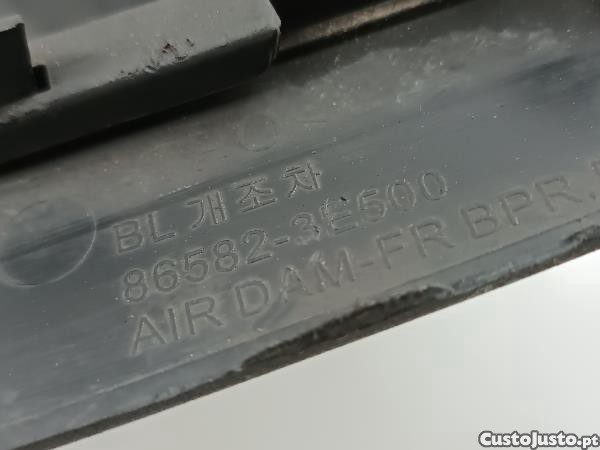 BL 개조차
86582-3E500
AIR DAM-FR BPR,
CustoJusto.pt